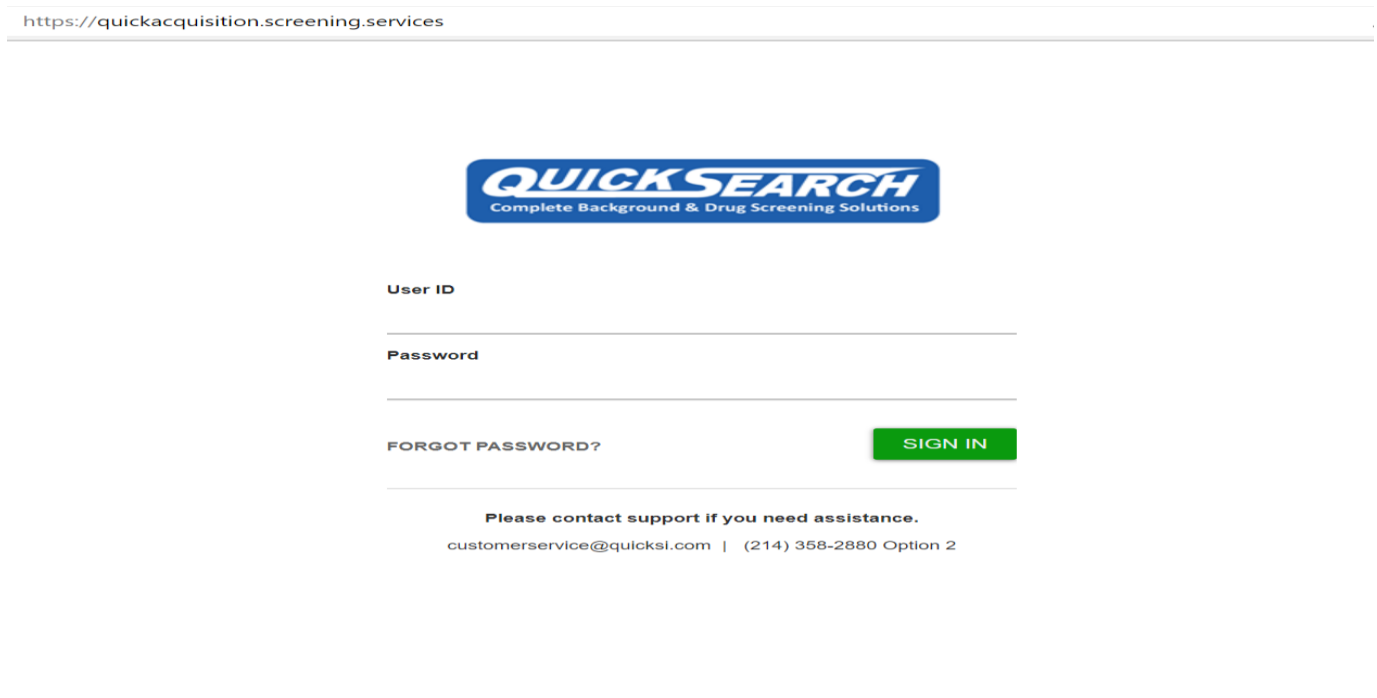 https://quickacquisition.screening.services
QUICKSEARCH
Complete Background & Drug Screening Solutions
User ID
Password
FORGOT PASSWORD?
SIGN IN
Please contact support if you need assistance.
customerservice@quicksi.com | (214) 358-2880 Option 2